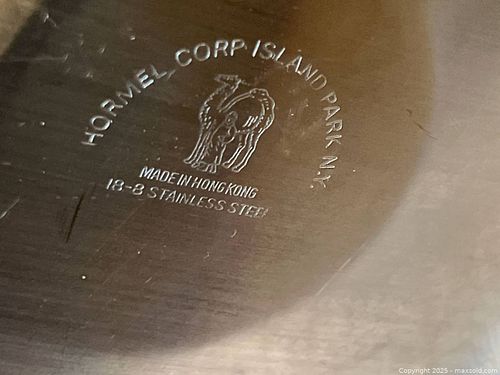 HORMEL CORP ISLAND PARK N.Y.
MADE IN HONG KONG
18-8 STAINLESS STEEL
Copyright 2025 - maxsold.com